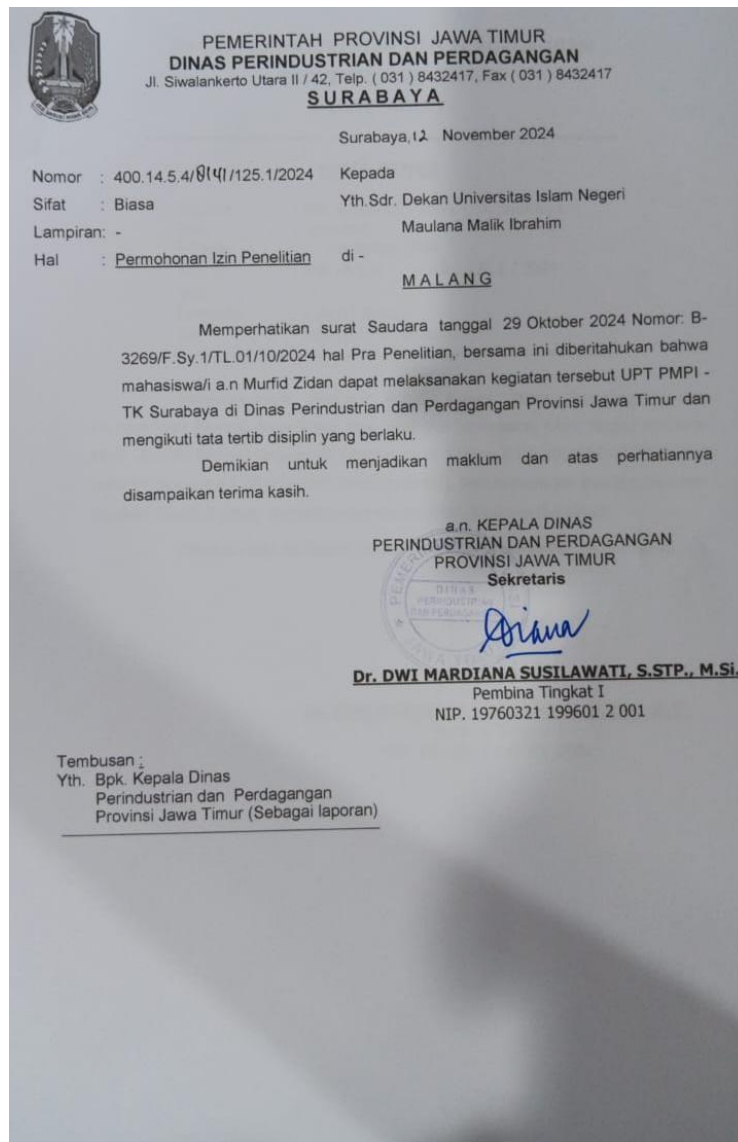 PEMERINTAH PROVINSI JAWA TIMUR
DINAS PERINDUSTRIAN DAN PERDAGANGAN
Jl. Siwalankerto Utara II / 42, Telp. ( 031 ) 8432417, Fax ( 031 ) 8432417
SURABAYA
Surabaya, 12 November 2024
Nomor : 400.14.5.4/8141/125.1/2024
Sifat : Biasa
Lampiran: -
Hal : Permohonan Izin Penelitian
Kepada
Yth.Sdr. Dekan Universitas Islam Negeri
Maulana Malik Ibrahim
di -
MALANG
Memperhatikan surat Saudara tanggal 29 Oktober 2024 Nomor: B-
3269/F.Sy.1/TL.01/10/2024 hal Pra Penelitian, bersama ini diberitahukan bahwa
mahasiswa/i a.n Murfid Zidan dapat melaksanakan kegiatan tersebut UPT PMPI -
TK Surabaya di Dinas Perindustrian dan Perdagangan Provinsi Jawa Timur dan
mengikuti tata tertib disiplin yang berlaku.
Demikian untuk menjadikan maklum dan atas perhatiannya
disampaikan terima kasih.
a.n. KEPALA DINAS
PERINDUSTRIAN DAN PERDAGANGAN
PROVINSI JAWA TIMUR
Sekretaris
DINAS
PERINDUSTRIAN
DAN PERDAGANGAN
Diana
Dr. DWI MARDIANA SUSILAWATI, S.STP., M.Si.
Pembina Tingkat I
NIP. 19760321 199601 2 001
Tembusan :
Yth. Bpk. Kepala Dinas
Perindustrian dan Perdagangan
Provinsi Jawa Timur (Sebagai laporan)